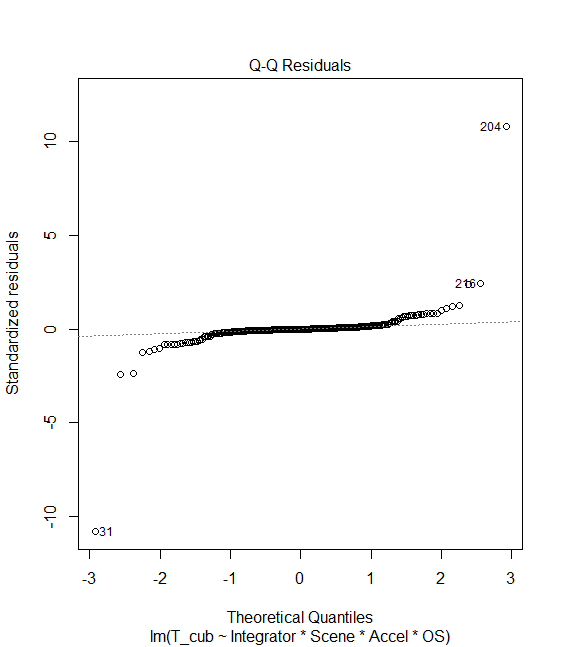 Q-Q Residuals
10
5
0
-5
-10
Standardized residuals
204
216
31
-3 -2 -1 0 1 2 3
Theoretical Quantiles
lm(T_cub ~ Integrator * Scene * Accel * OS)